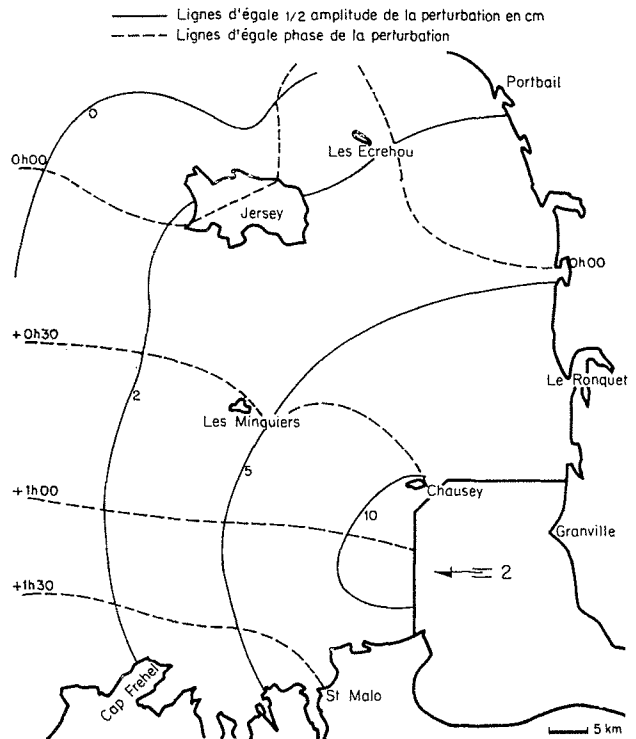 Lignes d'égale 1/2 amplitude de la perturbation en cm
Lignes d'égale phase de la perturbation
Portbail
0
Les Ecrehou
0h00
Jersey
0h00
+0h30
2
Le Ronquet
Les Minquiers
5
+1h00
Chausey
10
Granville
2
+1h30
Cap Frehel
St Malo
5 km